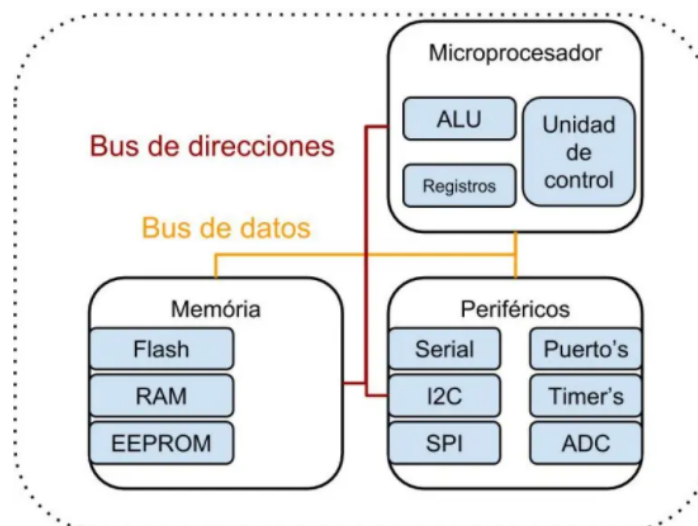 Microprocesador
ALU
Unidad
de
control
Registros
Bus de direcciones
Bus de datos
Memória
Flash
RAM
EEPROM
Periféricos
Serial
Puerto's
I2C
Timer's
SPI
ADC